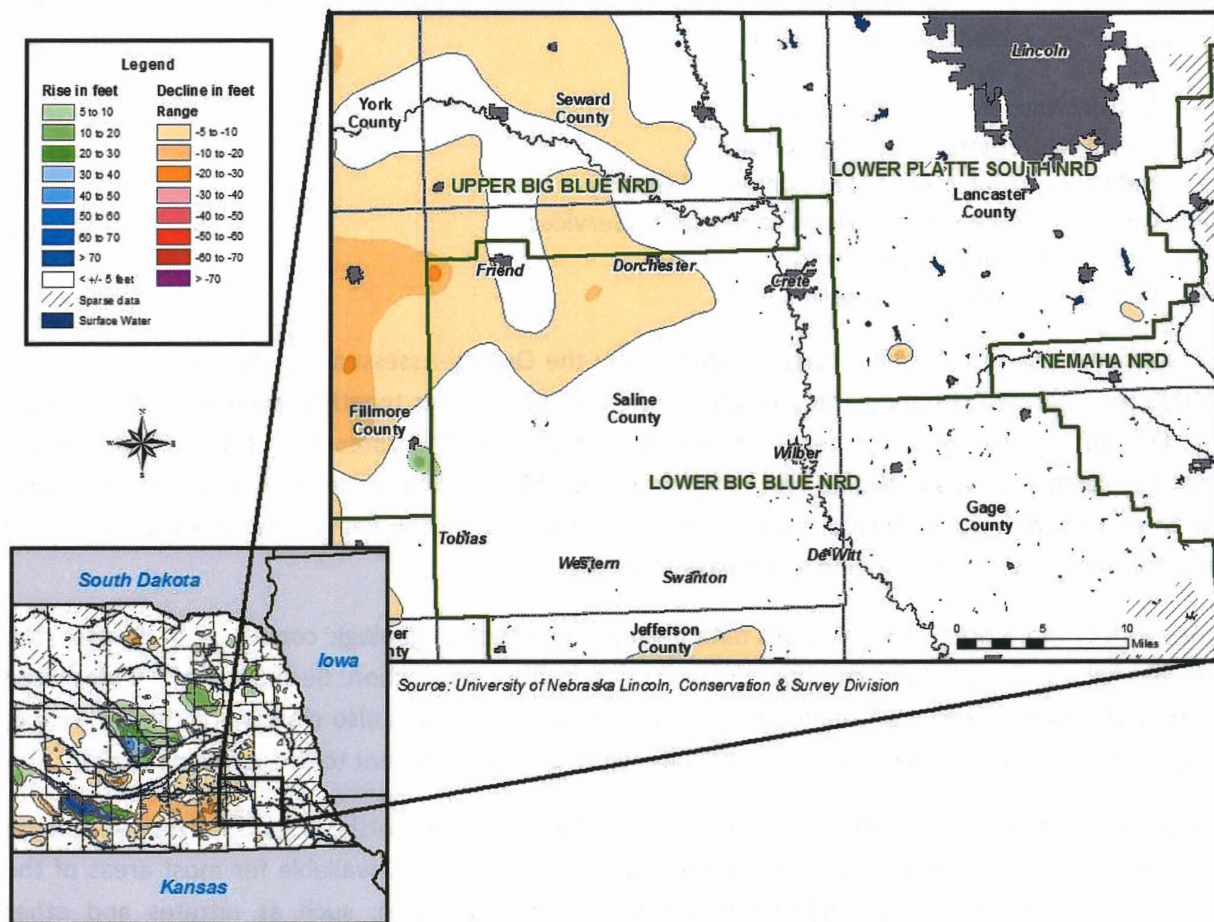 Legend
Rise in feet
5 to 10
10 to 20
20 to 30
30 to 40
40 to 50
50 to 60
60 to 70
> 70
< +/- 5 feet
Sparse data
Surface Water
Decline in feet
Range
-5 to -10
-10 to -20
-20 to -30
-30 to -40
-40 to -50
-50 to -60
-60 to -70
> -70
Lincoln
York
County
Seward
County
UPPER BIG BLUE NRD
LOWER PLATTE SOUTH NRD
Lancaster
County
Friend
Dorchester
Crete
NEMAHA NRD
Fillmore
County
Saline
County
Wilber
LOWER BIG BLUE NRD
Gage
County
Tobias
Western
Swanton
De Witt
Jefferson
County
0 5 10
Miles
Source: University of Nebraska Lincoln, Conservation & Survey Division
South Dakota
Iowa
Kansas
N
W E
S